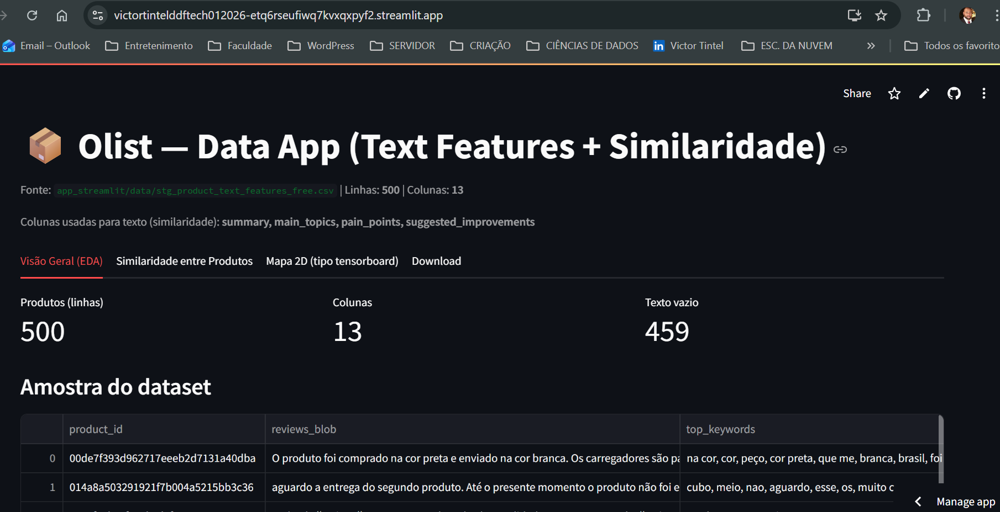 victortintelddftech012026-etq6rseufiwq7kvxqxpyf2.streamlit.app
Email – Outlook Entretenimento Faculdade WordPress SERVIDOR CRIAÇÃO CIÊNCIAS DE DADOS in Victor Tintel ESC. DA NUVEM » Todos os favorito
Share
Olist — Data App (Text Features + Similaridade)
Fonte: app_streamlit/data/stg_product_text_features_free.csv | Linhas: 500 | Colunas: 13
Colunas usadas para texto (similaridade): summary, main_topics, pain_points, suggested_improvements
Visão Geral (EDA) Similaridade entre Produtos Mapa 2D (tipo tensorboard) Download
Produtos (linhas) Colunas Texto vazio
500 13 459
Amostra do dataset
product_id reviews_blob top_keywords
0 00de7f393d962717eeeb2d7131a40dba O produto foi comprado na cor preta e enviado na cor branca. Os carregadores são pa na cor, cor, peço, cor preta, que me, branca, brasil, foi
1 014a8a503291921f7b004a5215bb3c36 aguardo a entrega do segundo produto. Até o presente momento o produto não foi e cubo, meio, nao, aguardo, esse, os, muito c
Manage app